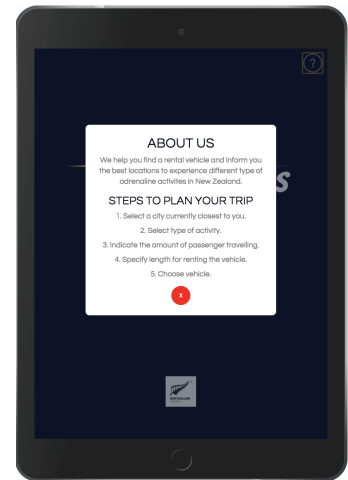 ?
ABOUT US
We help you find a rental vehicle and inform you
the best locations to experience different type of
adrenaline activites in New Zealand.
S
STEPS TO PLAN YOUR TRIP
1. Select a city currently closest to you.
2. Select type of activity.
3. Indicate the amount of passenger travelling.
4. Specify length for renting the vehicle.
5. Choose vehicle.
X
NEW ZEALAND